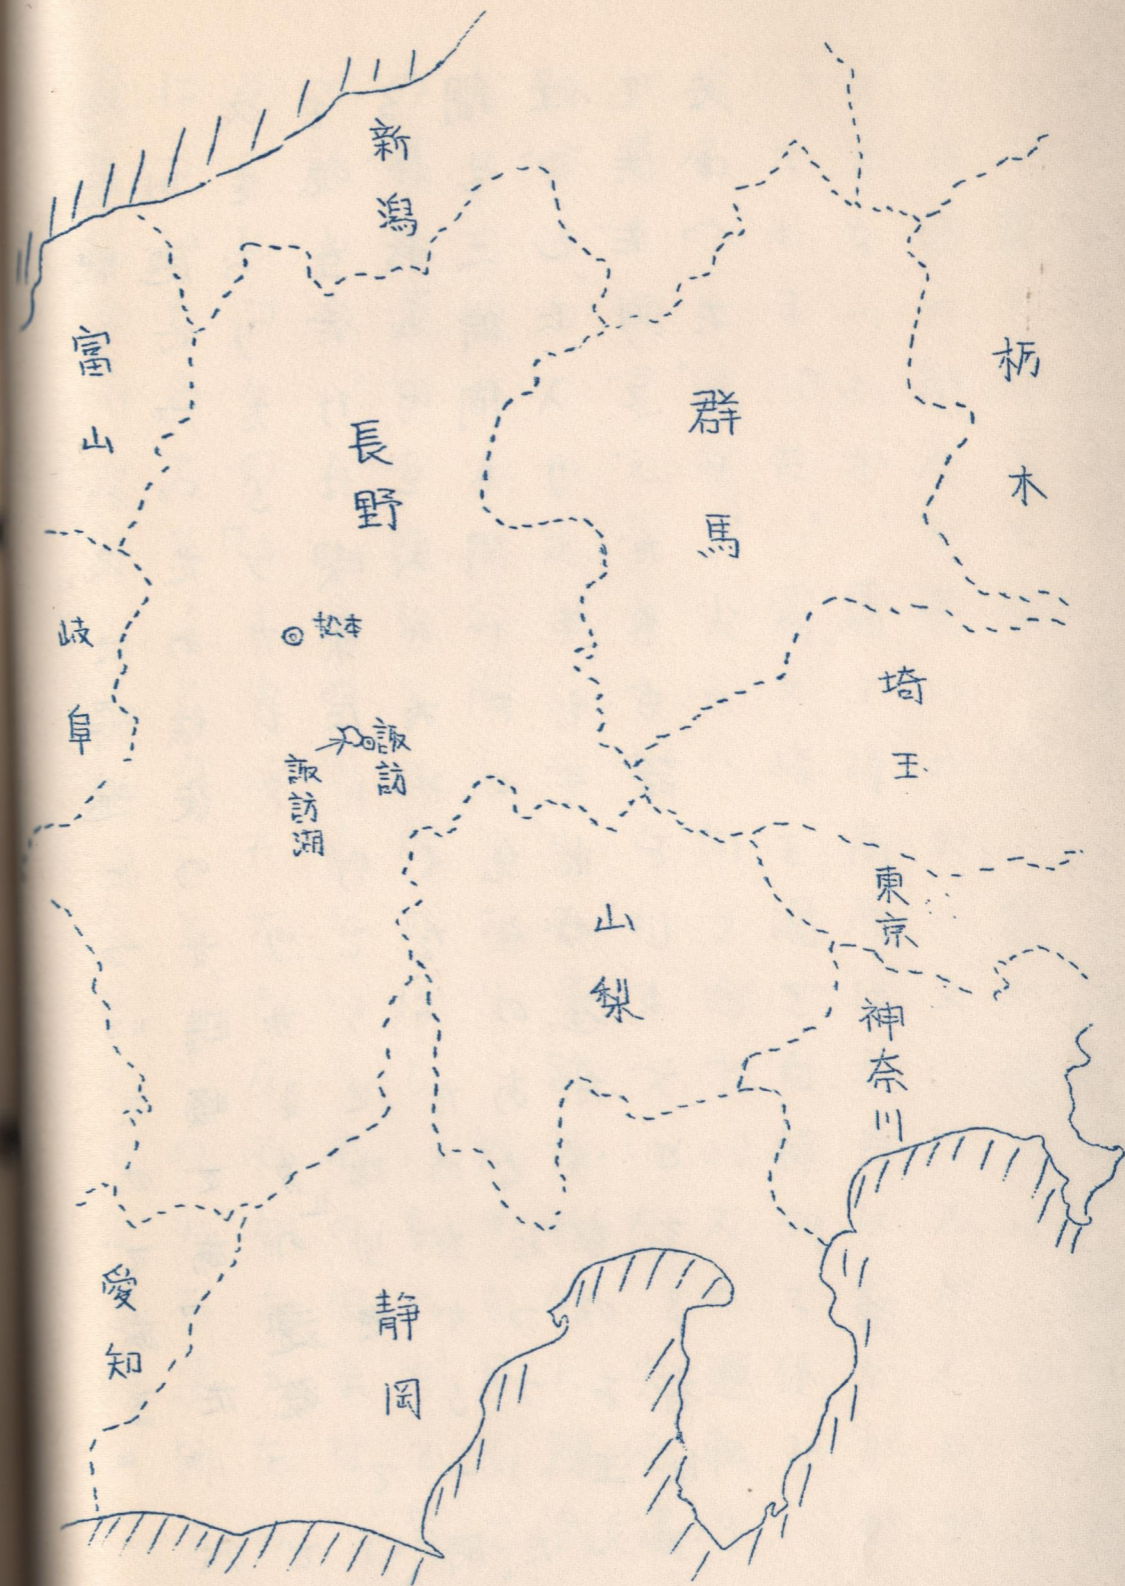 新潟
富山
長野
群馬
栃木
岐阜
松本
諏訪
諏訪湖
埼玉
山梨
東京
神奈川
愛知
静岡